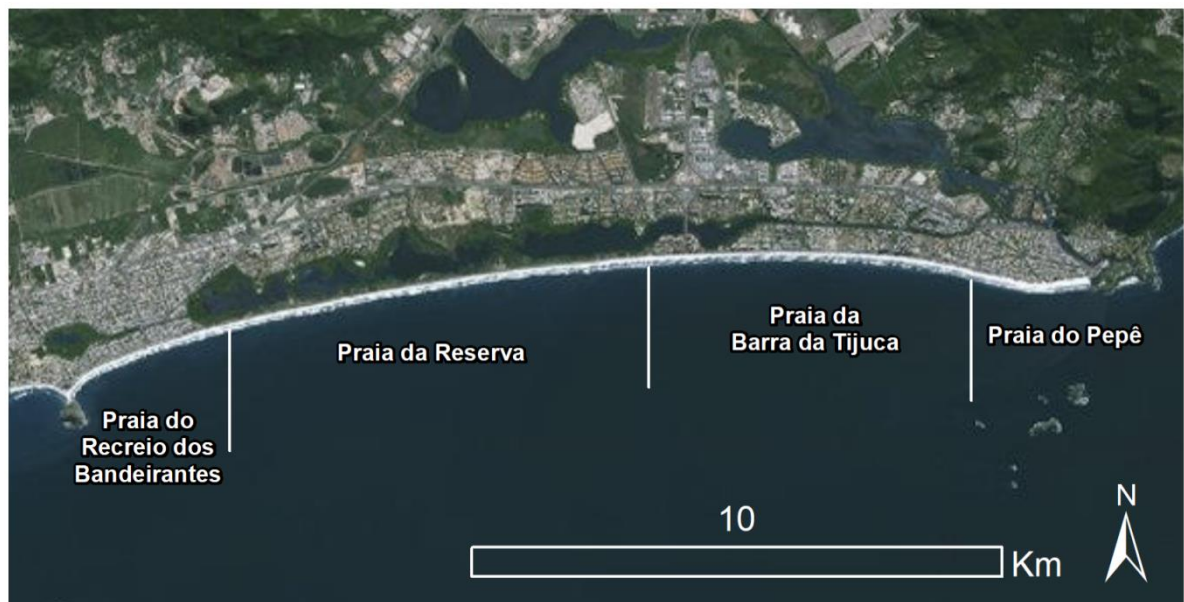 Praia da Reserva
Praia da
Barra da Tijuca
Praia do Pepê
Praia do
Recreio dos
Bandeirantes
10
Km
N